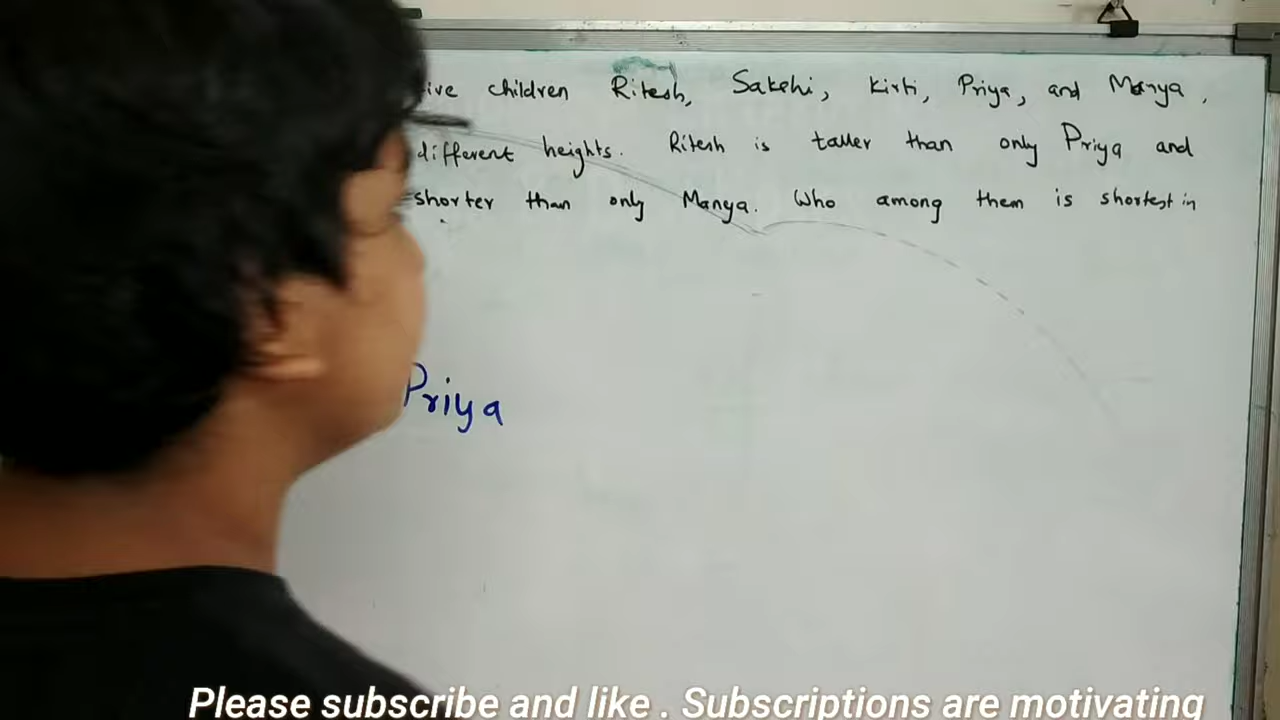 ive children Ritesh, Sakshi, Kirti, Priya, and Manya,
different heights. Ritesh is taller than only Priya and
shorter than only Manya. Who among them is shortest in
Priya
Please subscribe and like . Subscriptions are motivating